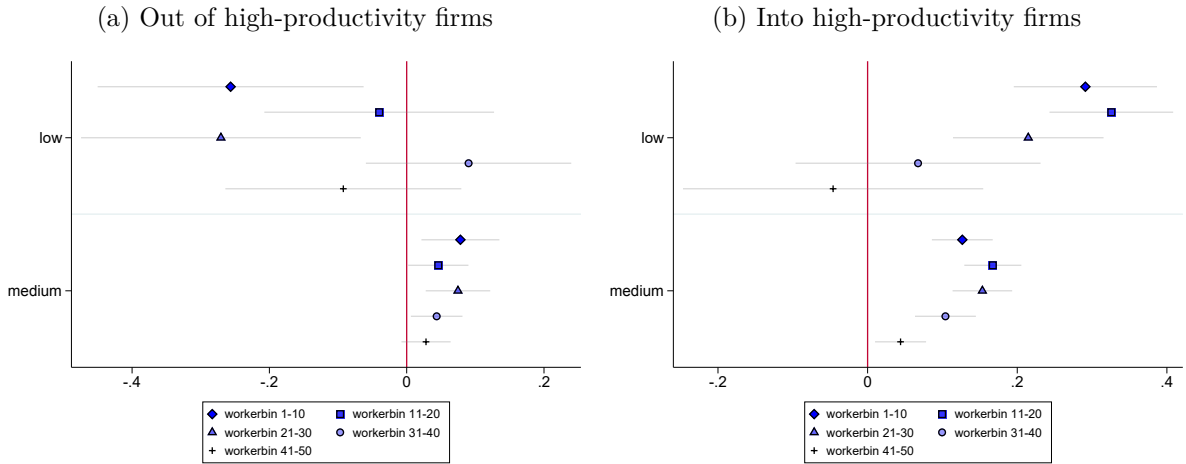 (a) Out of high-productivity firms
low
medium
-.4
-.2
0
.2
workerbin 1-10
workerbin 11-20
workerbin 21-30
workerbin 31-40
workerbin 41-50
(b) Into high-productivity firms
low
medium
-.2
0
.2
.4
workerbin 1-10
workerbin 11-20
workerbin 21-30
workerbin 31-40
workerbin 41-50